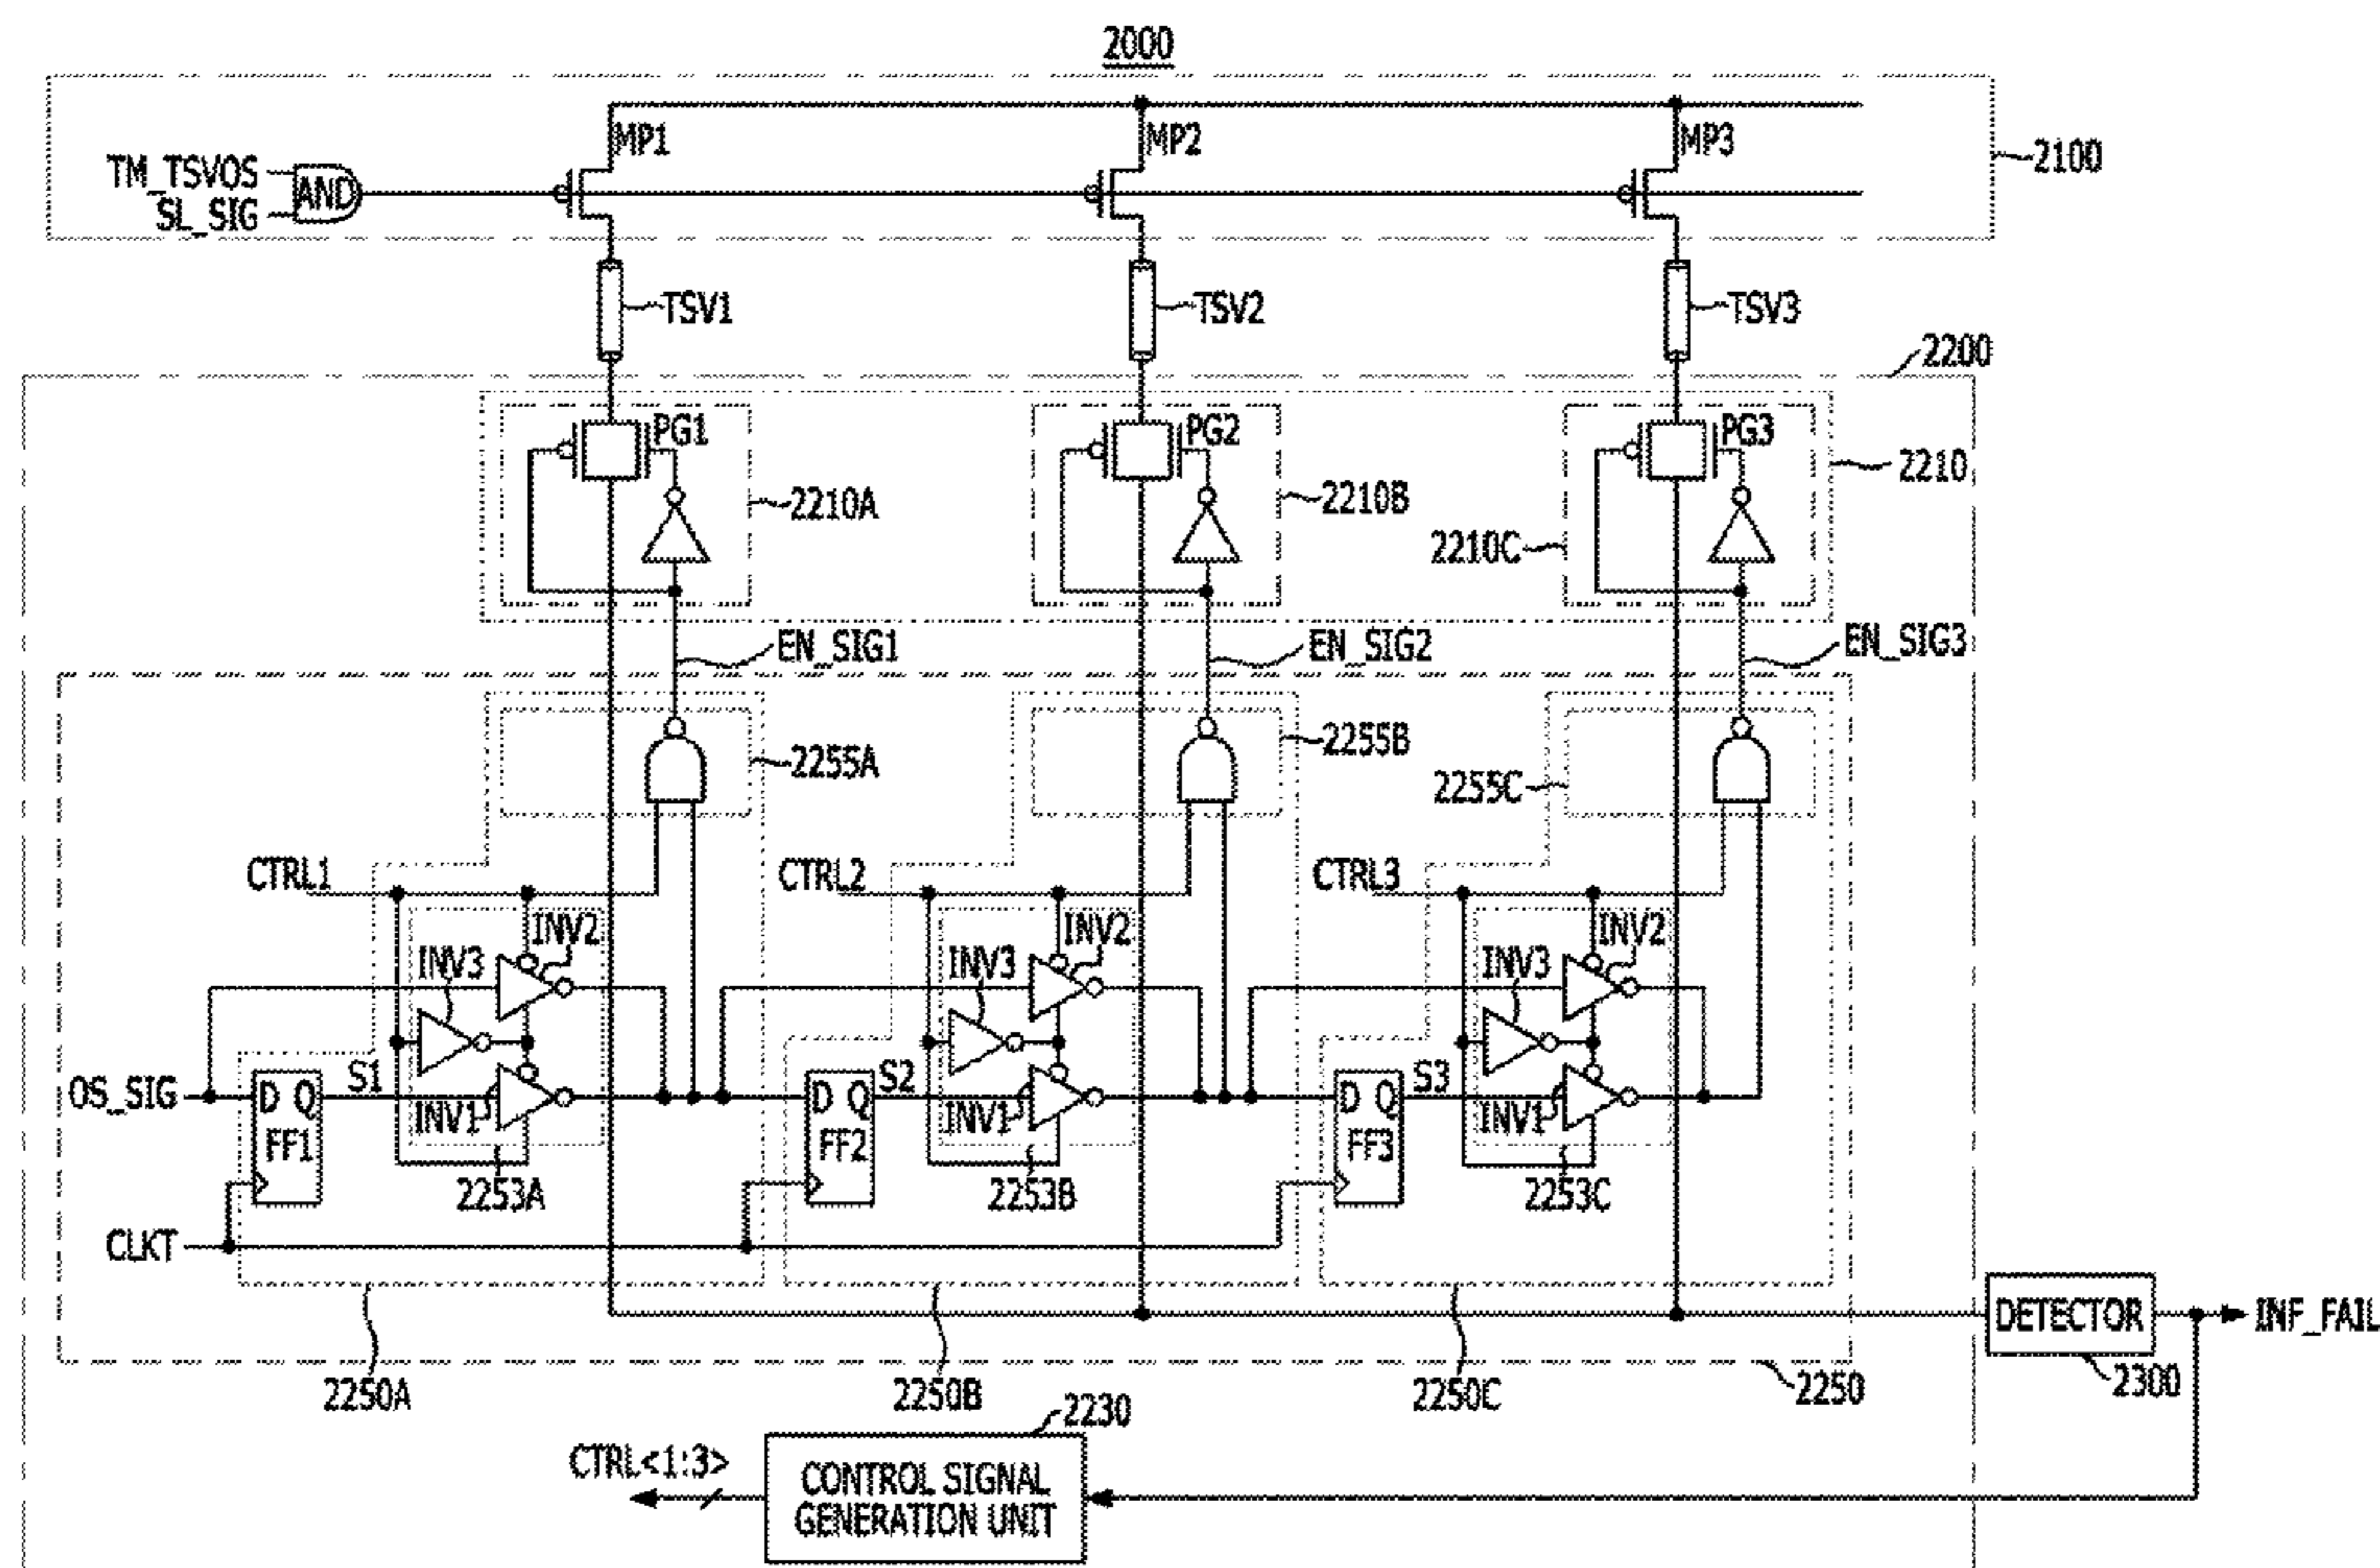 2000
MP1
MP2
MP3
TM_TSVOS
SL_SIG
AND
2100
TSV1
TSV2
TSV3
2200
PG1
PG2
PG3
2210
2210A
2210B
2210C
EN_SIG1
EN_SIG2
EN_SIG3
2255A
2255B
2255C
CTRL1
CTRL2
CTRL3
INV2
INV2
INV2
INV3
INV3
INV3
OS_SIG
D Q
FF1
S1
INV1
D Q
FF2
S2
INV1
D Q
FF3
S3
INV1
2253A
2253B
2253C
CLKT
DETECTOR
INF_FAIL
2300
2250A
2250B
2250C
2250
2230
CTRL<1:3>
CONTROL SIGNAL
GENERATION UNIT